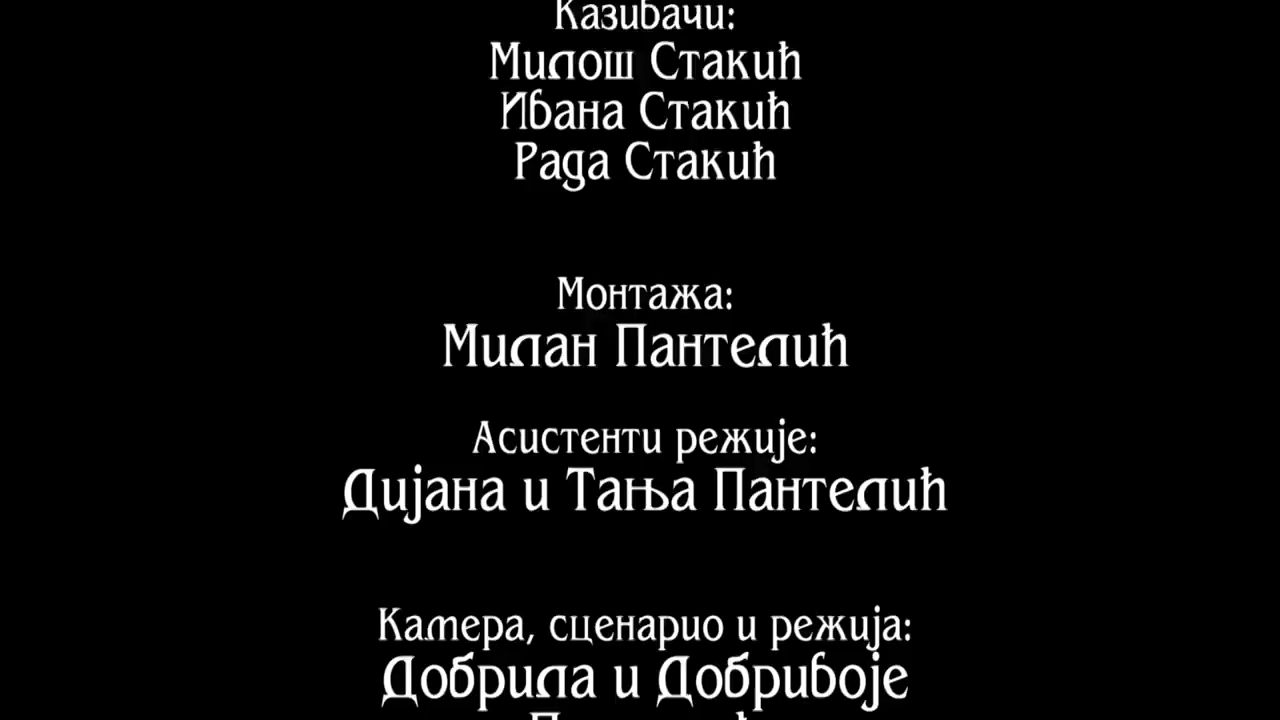 Казивачи:
Милош Стакић
Ивана Стакић
Рада Стакић
Монтажа:
Милан Пантелић
Асистенти режије:
Дијана и Тања Пантелић
Камера, сценарио и режија:
Добрила и Добривоје